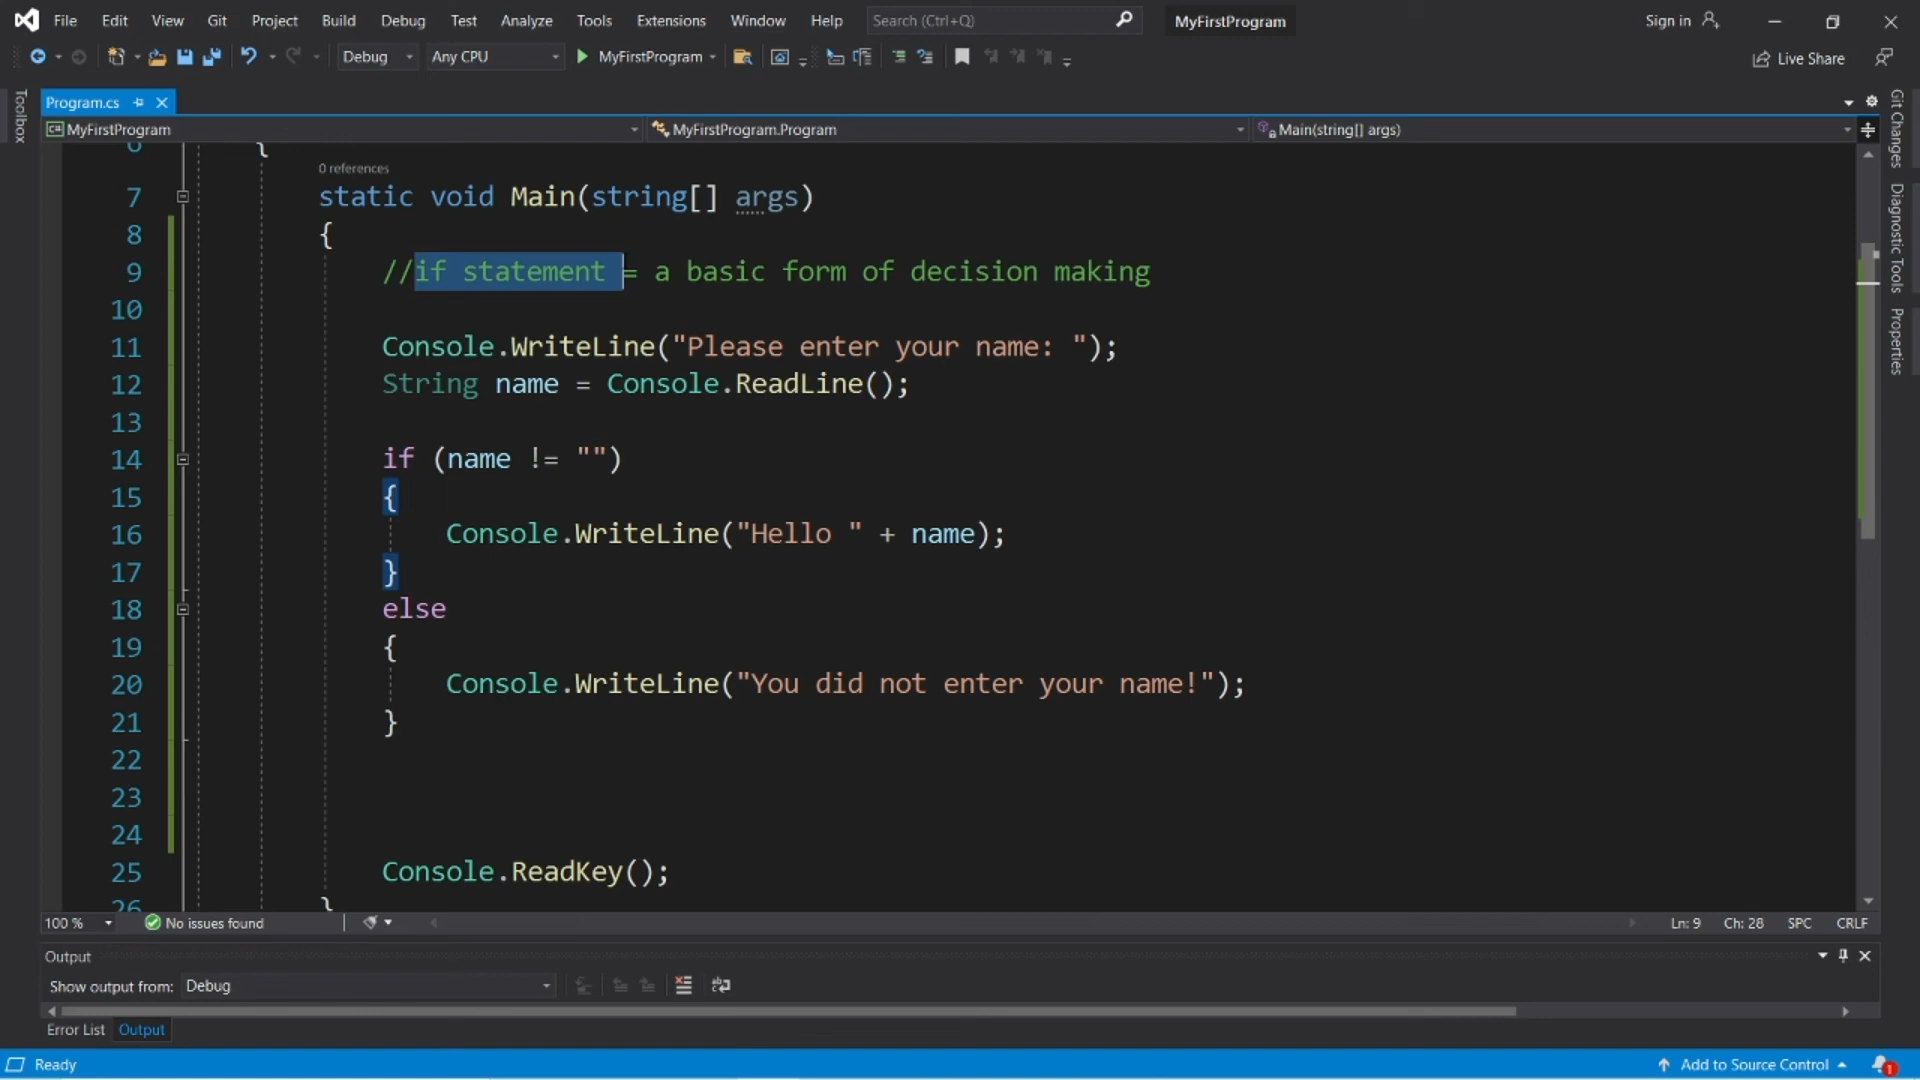 File Edit View Git Project Build Debug Test Analyze Tools Extensions Window Help Search (Ctrl+Q) MyFirstProgram Sign in
Debug Any CPU MyFirstProgram Live Share
Toolbox
Program.cs
MyFirstProgram MyFirstProgram.Program Main(string[] args)
6 {
0 references
7 static void Main(string[] args)
8 {
9 //if statement = a basic form of decision making
10
11 Console.WriteLine("Please enter your name: ");
12 String name = Console.ReadLine();
13
14 if (name != "")
15 {
16 Console.WriteLine("Hello " + name);
17 }
18 else
19 {
20 Console.WriteLine("You did not enter your name!");
21 }
22
23
24
25 Console.ReadKey();
26 }
Git Changes
Diagnostic Tools
Properties
100 % No issues found Ln: 9 Ch: 28 SPC CRLF
Output
Show output from: Debug
Error List Output
Ready Add to Source Control 1